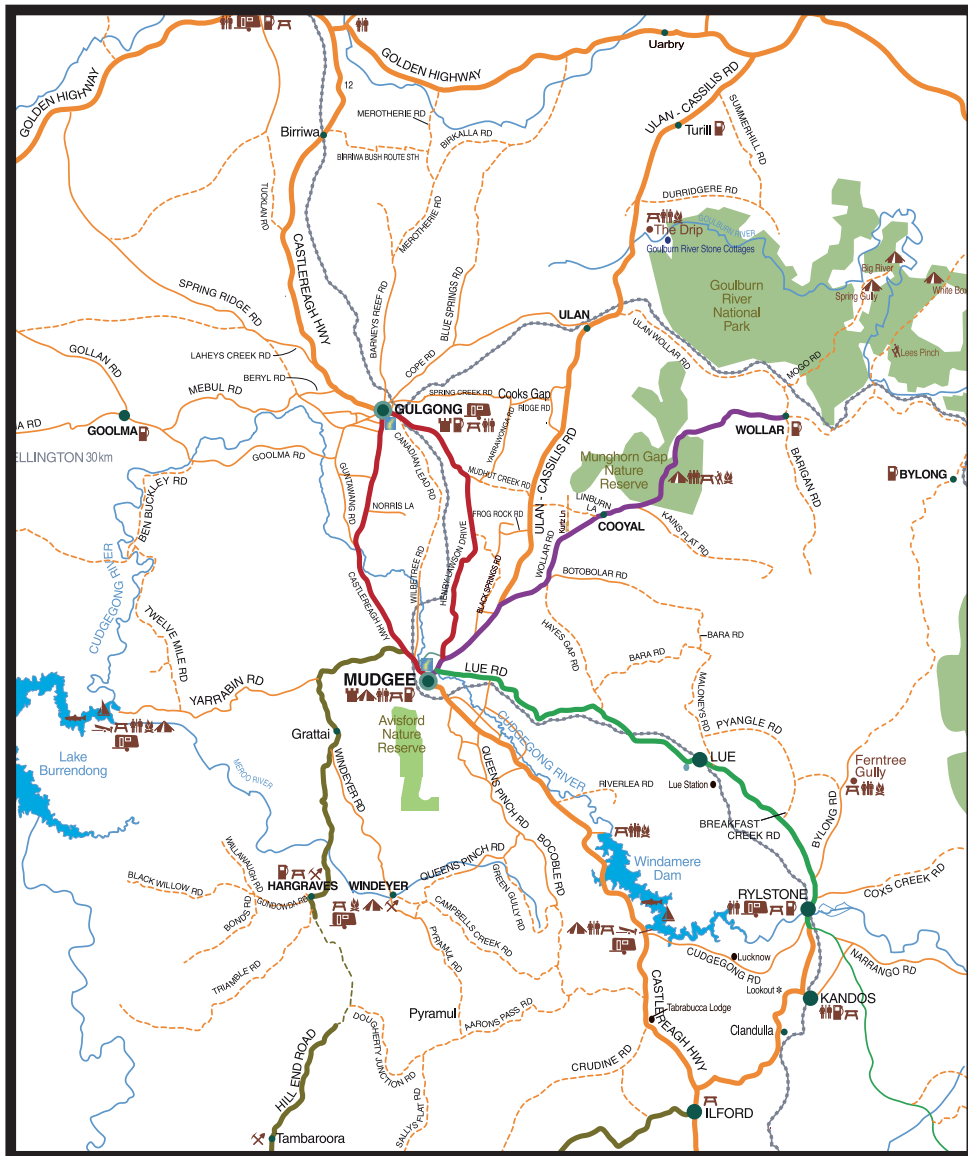 Uarbry
GOLDEN HIGHWAY
GOLDEN HIGHWAY
12
MEROTHERIE RD
ULAN - CASSILIS RD
SUMMERHILL RD
Turill
Birriwa
BIRKALLA RD
BIRRIWA BUSH ROUTE STH
TUCKLAN RD
DURRIDGERE RD
MEROTHERIE RD
The Drip
GOULBURN RIVER
Goulburn River Stone Cottages
CASTLEREAGH HWY
Big River
White Box
Spring Gully
Goulburn
River
National
Park
SPRING RIDGE RD
BARNEYS REEF RD
BLUE SPRINGS RD
ULAN
ULAN WOLLAR RD
Lees Pinch
MOGO RD
GOLLAN RD
LAHEYS CREEK RD
COPE RD
BERYL RD
MEBUL RD
SPRING CREEK RD
Cooks Gap
RIDGE RD
GULGONG
NA RD
GOOLMA
WOLLAR
ELLINGTON 30km
GOOLMA RD
CANADIAN LEAD RD
YARRAWONGA RD
Munghorn Gap
Nature
Reserve
MUDHUT CREEK RD
GUNTAWANG RD
BARIGAN RD
BYLONG
BEN BUCKLEY RD
NORRIS LA
FROG ROCK RD
ULAN - CASSILIS RD
Kurtz Ln
LINBURN
LA
COOYAL
KAINS FLAT RD
WILBETREE RD
HENRY LAWSON DRIVE
BLACK SPRINGS RD
WOLLAR RD
CASTLEREAGH HWY
CUDGEGONG RIVER
BOTOBOLAR RD
TWELVE MILE RD
HAYES GAP RD
BARA RD
BARA RD
MALONEYS RD
YARRABIN RD
MUDGEE
LUE RD
Avisford
Nature
Reserve
CUDGEGONG RIVER
PYANGLE RD
Grattai
Lake
Burrendong
LUE
MEROO RIVER
WINDEYER RD
QUEENS PINCH RD
Lue Station
RIVERLEA RD
Ferntree
Gully
BREAKFAST
CREEK RD
BYLONG RD
BOCOBLE RD
QUEENS PINCH RD
Windamere
Dam
WALLAWAUGH RD
BLACK WILLOW RD
HARGRAVES
WINDEYER
GUNDOWDA RD
BONDS RD
GREEN GULLY RD
RYLSTONE
COXS CREEK RD
CAMPBELLS CREEK RD
PYRAMUL RD
TRIAMBLE RD
Lucknow
CUDGEGONG RD
NARRANGO RD
Lookout
KANDOS
CASTLEREAGH HWY
Tabrabucca Lodge
Pyramul
AARONS PASS RD
Clandulla
DOUGHERTY JUNCTION RD
CRUDINE RD
HILL END ROAD
SALLYS FLAT RD
ILFORD
Tambaroora